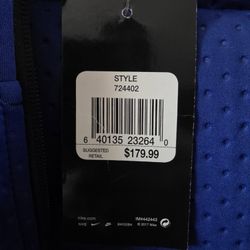 STYLE
724402
6 40135 23264 0
SUGGESTED
RETAIL $179.99
nike.com